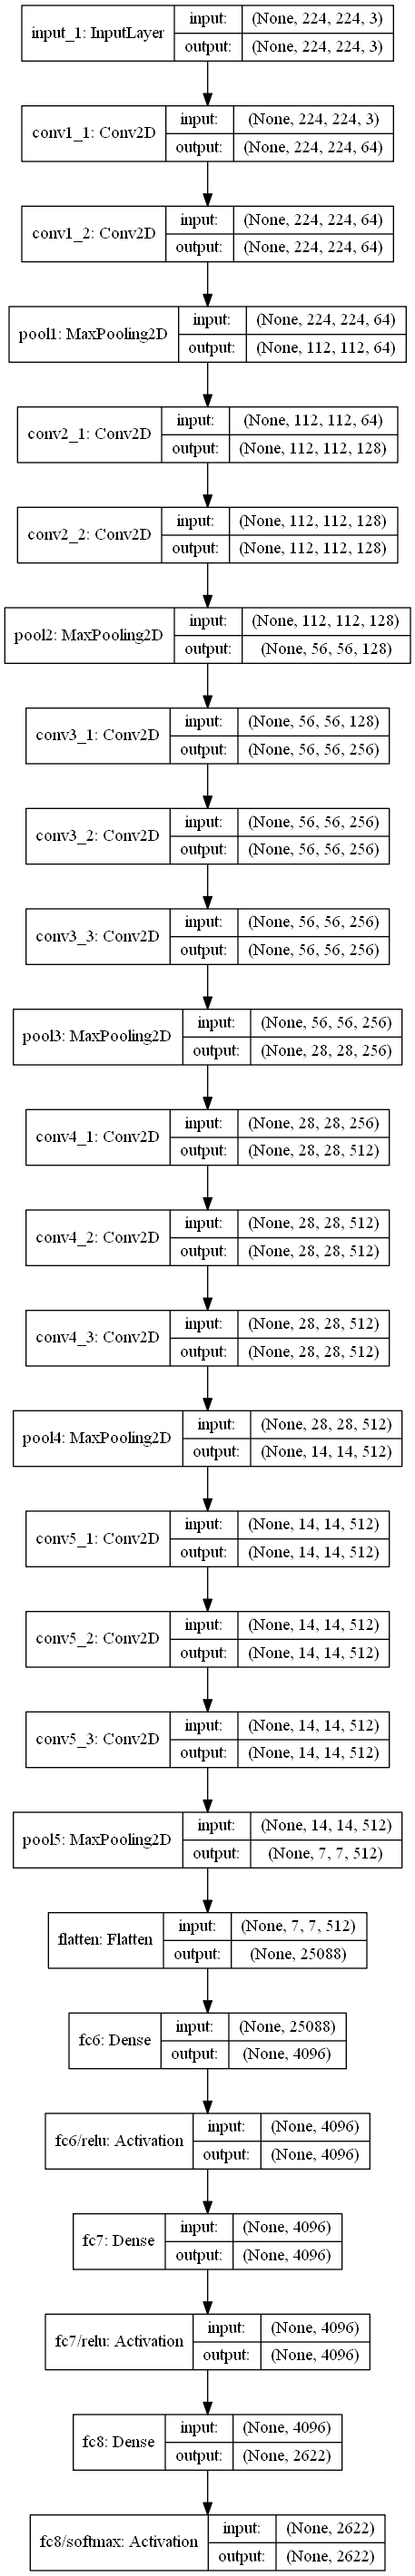 input_1: InputLayer
input: (None, 224, 224, 3)
output: (None, 224, 224, 3)
conv1_1: Conv2D
input: (None, 224, 224, 3)
output: (None, 224, 224, 64)
conv1_2: Conv2D
input: (None, 224, 224, 64)
output: (None, 224, 224, 64)
pool1: MaxPooling2D
input: (None, 224, 224, 64)
output: (None, 112, 112, 64)
conv2_1: Conv2D
input: (None, 112, 112, 64)
output: (None, 112, 112, 128)
conv2_2: Conv2D
input: (None, 112, 112, 128)
output: (None, 112, 112, 128)
pool2: MaxPooling2D
input: (None, 112, 112, 128)
output: (None, 56, 56, 128)
conv3_1: Conv2D
input: (None, 56, 56, 128)
output: (None, 56, 56, 256)
conv3_2: Conv2D
input: (None, 56, 56, 256)
output: (None, 56, 56, 256)
conv3_3: Conv2D
input: (None, 56, 56, 256)
output: (None, 56, 56, 256)
pool3: MaxPooling2D
input: (None, 56, 56, 256)
output: (None, 28, 28, 256)
conv4_1: Conv2D
input: (None, 28, 28, 256)
output: (None, 28, 28, 512)
conv4_2: Conv2D
input: (None, 28, 28, 512)
output: (None, 28, 28, 512)
conv4_3: Conv2D
input: (None, 28, 28, 512)
output: (None, 28, 28, 512)
pool4: MaxPooling2D
input: (None, 28, 28, 512)
output: (None, 14, 14, 512)
conv5_1: Conv2D
input: (None, 14, 14, 512)
output: (None, 14, 14, 512)
conv5_2: Conv2D
input: (None, 14, 14, 512)
output: (None, 14, 14, 512)
conv5_3: Conv2D
input: (None, 14, 14, 512)
output: (None, 14, 14, 512)
pool5: MaxPooling2D
input: (None, 14, 14, 512)
output: (None, 7, 7, 512)
flatten: Flatten
input: (None, 7, 7, 512)
output: (None, 25088)
fc6: Dense
input: (None, 25088)
output: (None, 4096)
fc6/relu: Activation
input: (None, 4096)
output: (None, 4096)
fc7: Dense
input: (None, 4096)
output: (None, 4096)
fc7/relu: Activation
input: (None, 4096)
output: (None, 4096)
fc8: Dense
input: (None, 4096)
output: (None, 2622)
fc8/softmax: Activation
input: (None, 2622)
output: (None, 2622)